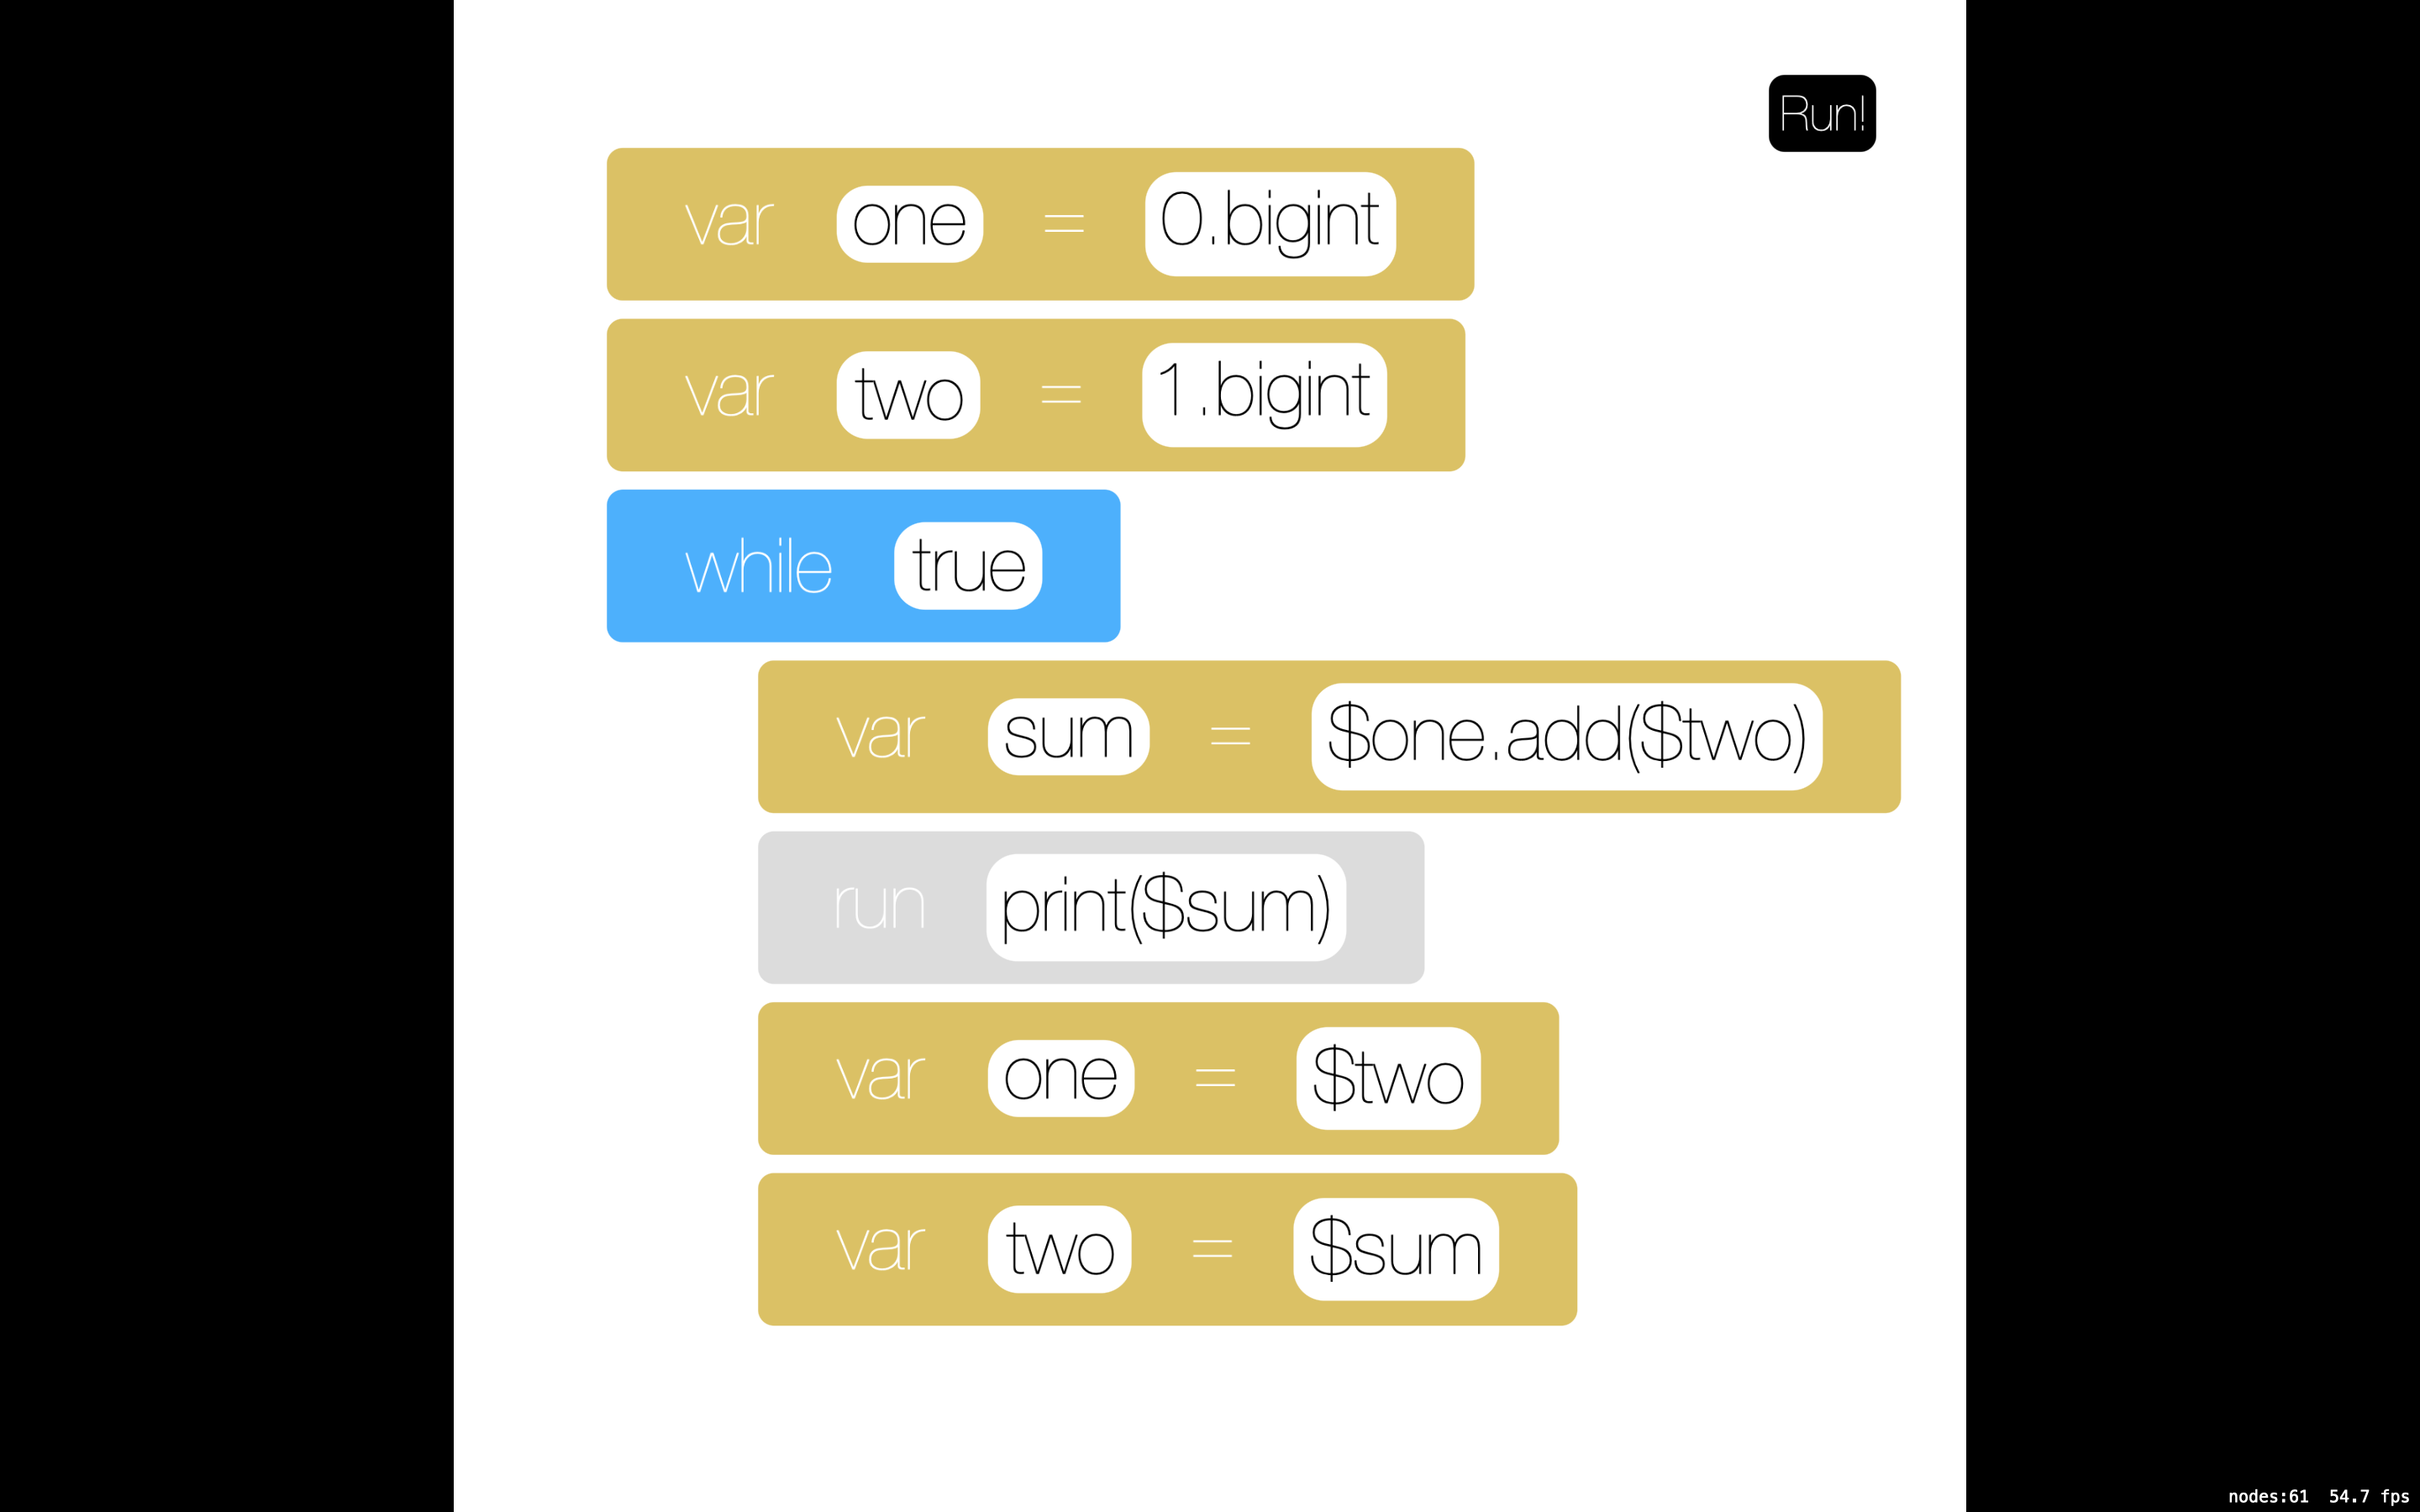 Run!
var one = 0.bigint
var two = 1.bigint
while true
var sum = $one.add($two)
run print($sum)
var one = $two
var two = $sum
nodes:61 54.7 fps